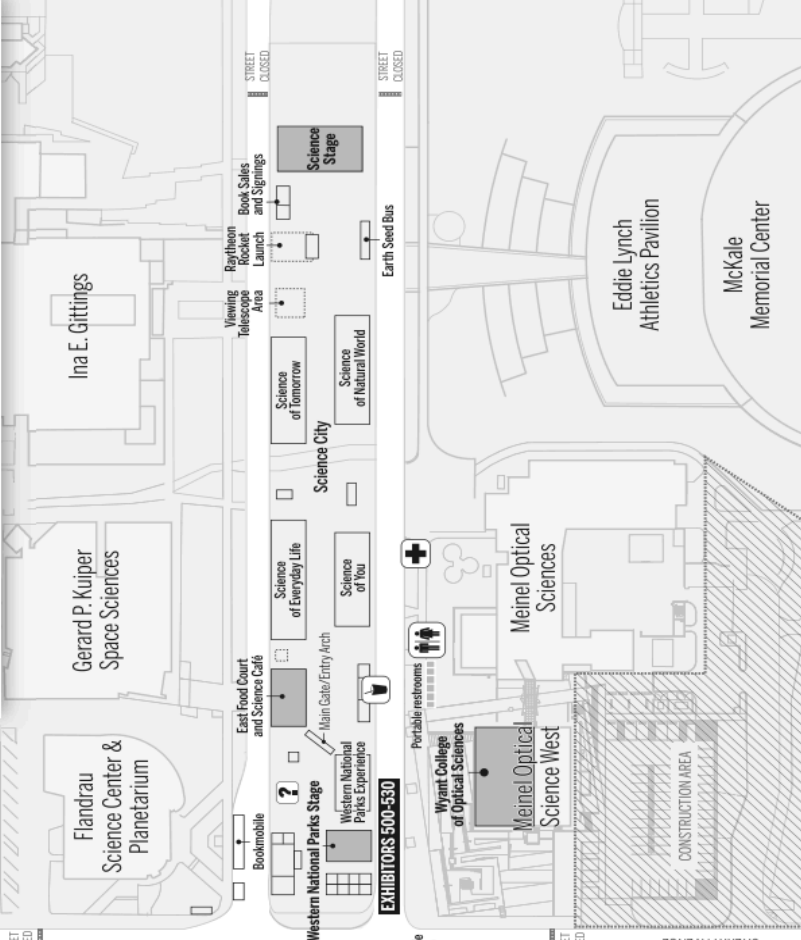 STREET
CLOSED
STREET
CLOSED
Science
Stage
Book Sales
and Signings
Raytheon
Rocket
Launch
Earth Seed Bus
Viewing
Telescope
Area
Ina E. Gittings
Eddie Lynch
Athletics Pavilion
McKale
Memorial Center
Science
of Tomorrow
Science
of Natural World
Science City
Gerard P. Kuiper
Space Sciences
Science
of Everyday Life
Science
of You
Meinel Optical
Sciences
East Food Court
and Science Café
Main Gate/Entry Arch
Portable restrooms
Flandrau
Science Center &
Planetarium
?
Western National
Parks Experience
Wyant College
of Optical Sciences
Meinel Optical
Science West
CONSTRUCTION AREA
Bookmobile
Western National Parks Stage
EXHIBITORS 500-530
ET
ED
ET
ED
e